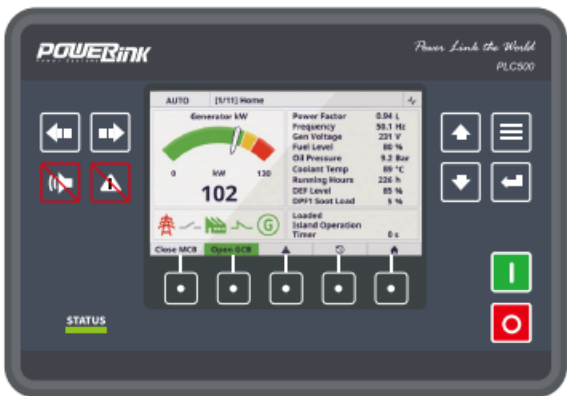 POWERLink
Power Systems
Power Link the World
PLC500
AUTO [1/11] Home
Generator kW
0 kW 130
102
Power Factor 0.94 L
Frequency 50.1 Hz
Gen Voltage 231 V
Fuel Level 80 %
Oil Pressure 9.2 Bar
Coolant Temp 89 °C
Running Hours 226 h
DEF Level 85 %
DPF1 Soot Load 5 %
G
Loaded
Island Operation
Timer 0 s
Close MCB Open GCB
STATUS